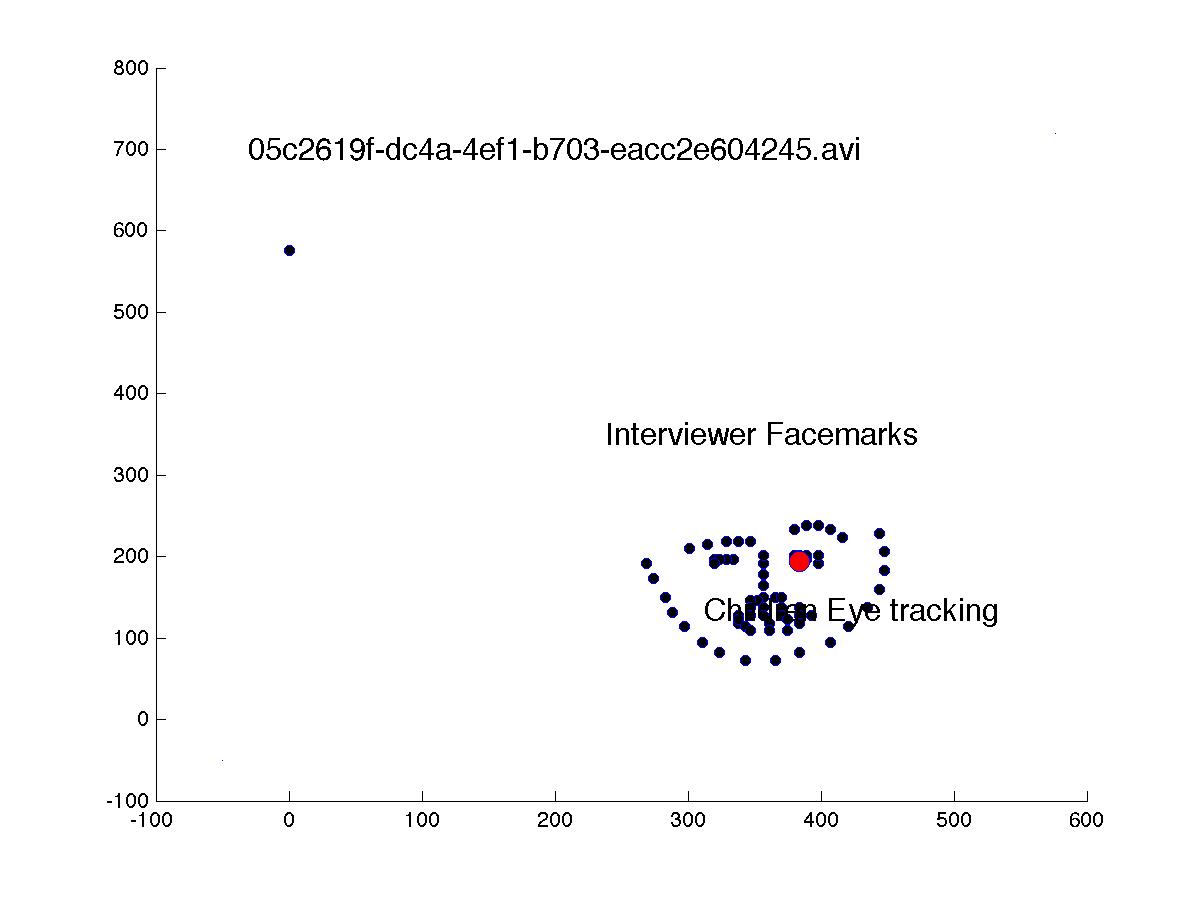 800
700
05c2619f-dc4a-4ef1-b703-eacc2e604245.avi
600
500
400
Interviewer Facemarks
300
200
Children Eye tracking
100
0
-100
-100 0 100 200 300 400 500 600